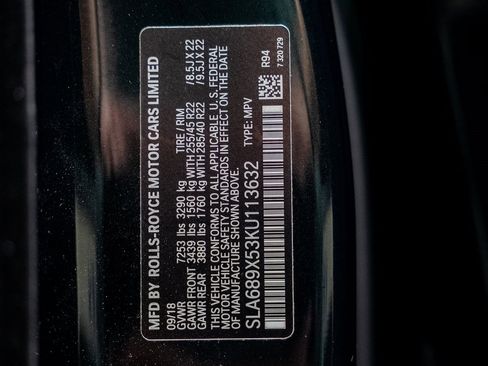 MFD BY ROLLS-ROYCE MOTOR CARS LIMITED
09/18
GVWR 7253 lbs 3290 kg TIRE / RIM
GAWR FRONT 3439 lbs 1560 kg WITH 255/45 R22 / 8.5J X 22
GAWR REAR 3880 lbs 1760 kg WITH 285/40 R22 / 9.5J X 22
THIS VEHICLE CONFORMS TO ALL APPLICABLE U.S. FEDERAL
MOTOR VEHICLE SAFETY STANDARDS IN EFFECT ON THE DATE
OF MANUFACTURE SHOWN ABOVE.
SLA689X53KU113632 TYPE: MPV
R94
7 320 729